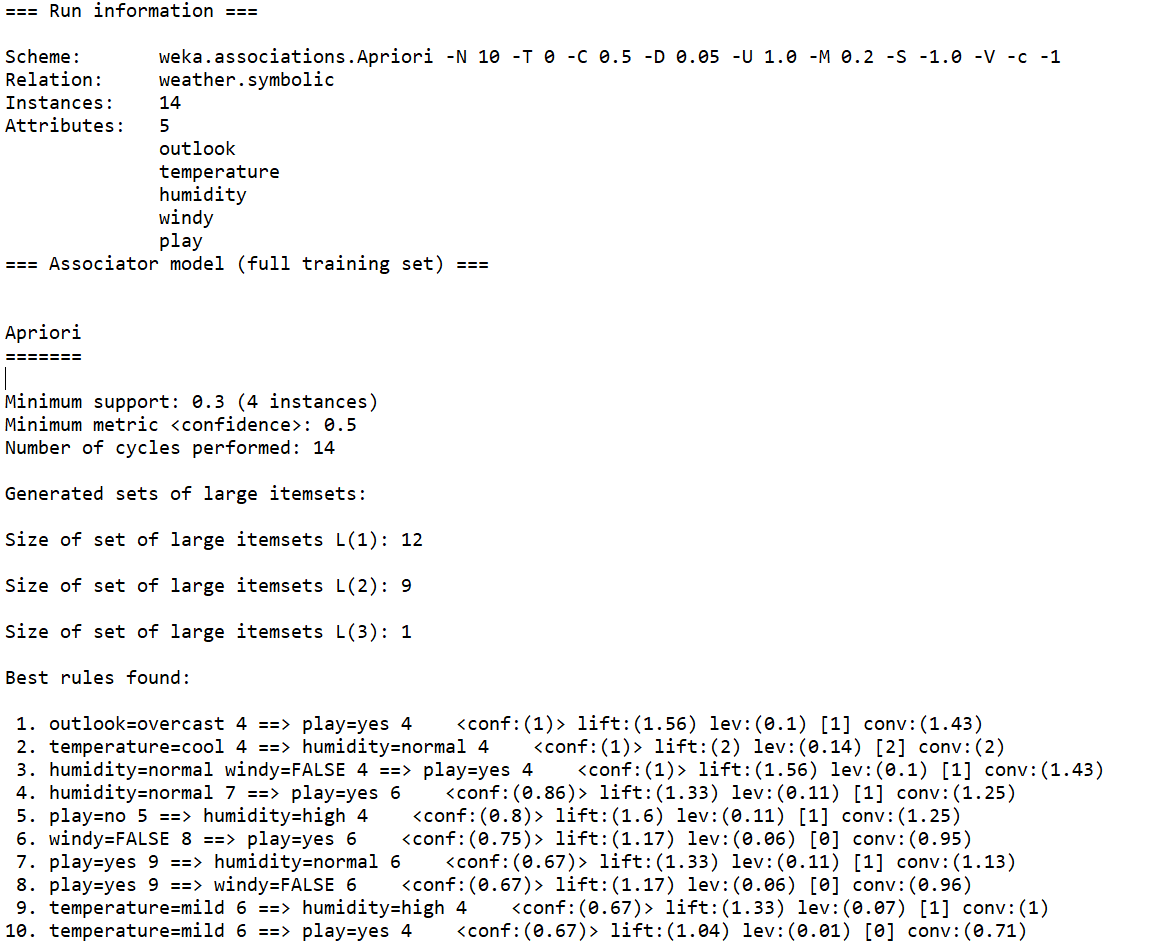 === Run information ===
Scheme: weka.associations.Apriori -N 10 -T 0 -C 0.5 -D 0.05 -U 1.0 -M 0.2 -S -1.0 -V -c -1
Relation: weather.symbolic
Instances: 14
Attributes: 5
outlook
temperature
humidity
windy
play
=== Associator model (full training set) ===
Apriori
=======
Minimum support: 0.3 (4 instances)
Minimum metric <confidence>: 0.5
Number of cycles performed: 14
Generated sets of large itemsets:
Size of set of large itemsets L(1): 12
Size of set of large itemsets L(2): 9
Size of set of large itemsets L(3): 1
Best rules found:
1. outlook=overcast 4 ==> play=yes 4 <conf:(1)> lift:(1.56) lev:(0.1) [1] conv:(1.43)
2. temperature=cool 4 ==> humidity=normal 4 <conf:(1)> lift:(2) lev:(0.14) [2] conv:(2)
3. humidity=normal windy=FALSE 4 ==> play=yes 4 <conf:(1)> lift:(1.56) lev:(0.1) [1] conv:(1.43)
4. humidity=normal 7 ==> play=yes 6 <conf:(0.86)> lift:(1.33) lev:(0.11) [1] conv:(1.25)
5. play=no 5 ==> humidity=high 4 <conf:(0.8)> lift:(1.6) lev:(0.11) [1] conv:(1.25)
6. windy=FALSE 8 ==> play=yes 6 <conf:(0.75)> lift:(1.17) lev:(0.06) [0] conv:(0.95)
7. play=yes 9 ==> humidity=normal 6 <conf:(0.67)> lift:(1.33) lev:(0.11) [1] conv:(1.13)
8. play=yes 9 ==> windy=FALSE 6 <conf:(0.67)> lift:(1.17) lev:(0.06) [0] conv:(0.96)
9. temperature=mild 6 ==> humidity=high 4 <conf:(0.67)> lift:(1.33) lev:(0.07) [1] conv:(1)
10. temperature=mild 6 ==> play=yes 4 <conf:(0.67)> lift:(1.04) lev:(0.01) [0] conv:(0.71)